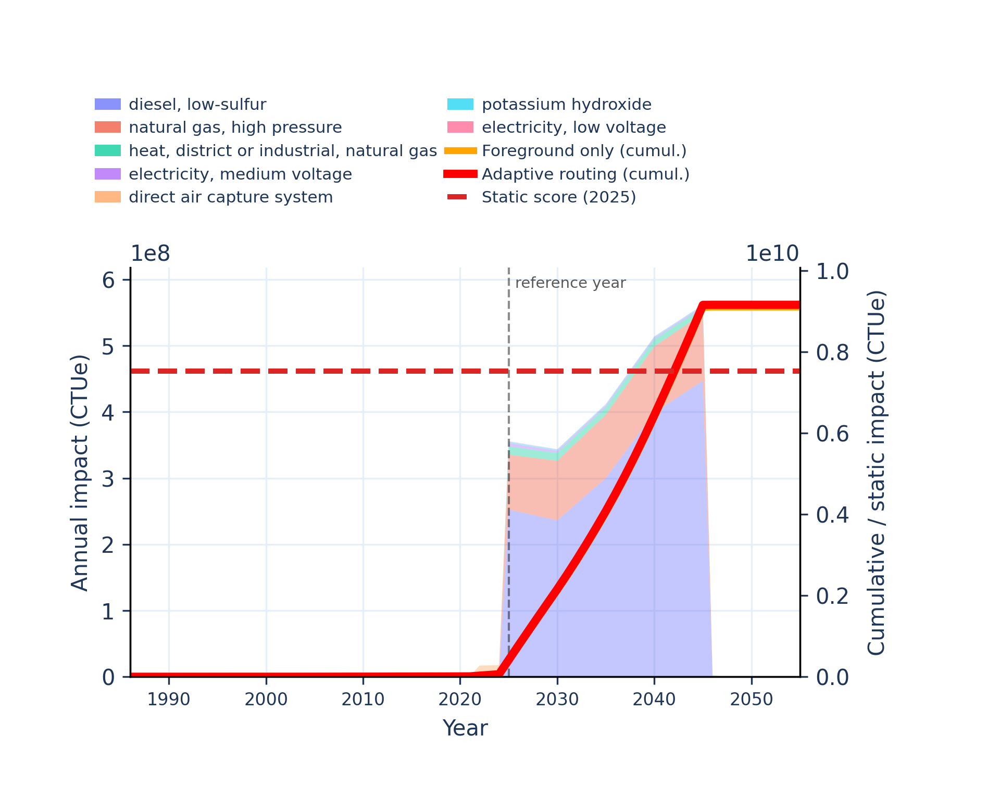 diesel, low-sulfur
natural gas, high pressure
heat, district or industrial, natural gas
electricity, medium voltage
direct air capture system
potassium hydroxide
electricity, low voltage
Foreground only (cumul.)
Adaptive routing (cumul.)
Static score (2025)
1e8
1e10
reference year
6
5
4
3
2
1
0
Annual impact (CTUe)
1.0
0.8
0.6
0.4
0.2
0.0
Cumulative / static impact (CTUe)
1990
2000
2010
2020
2030
2040
2050
Year